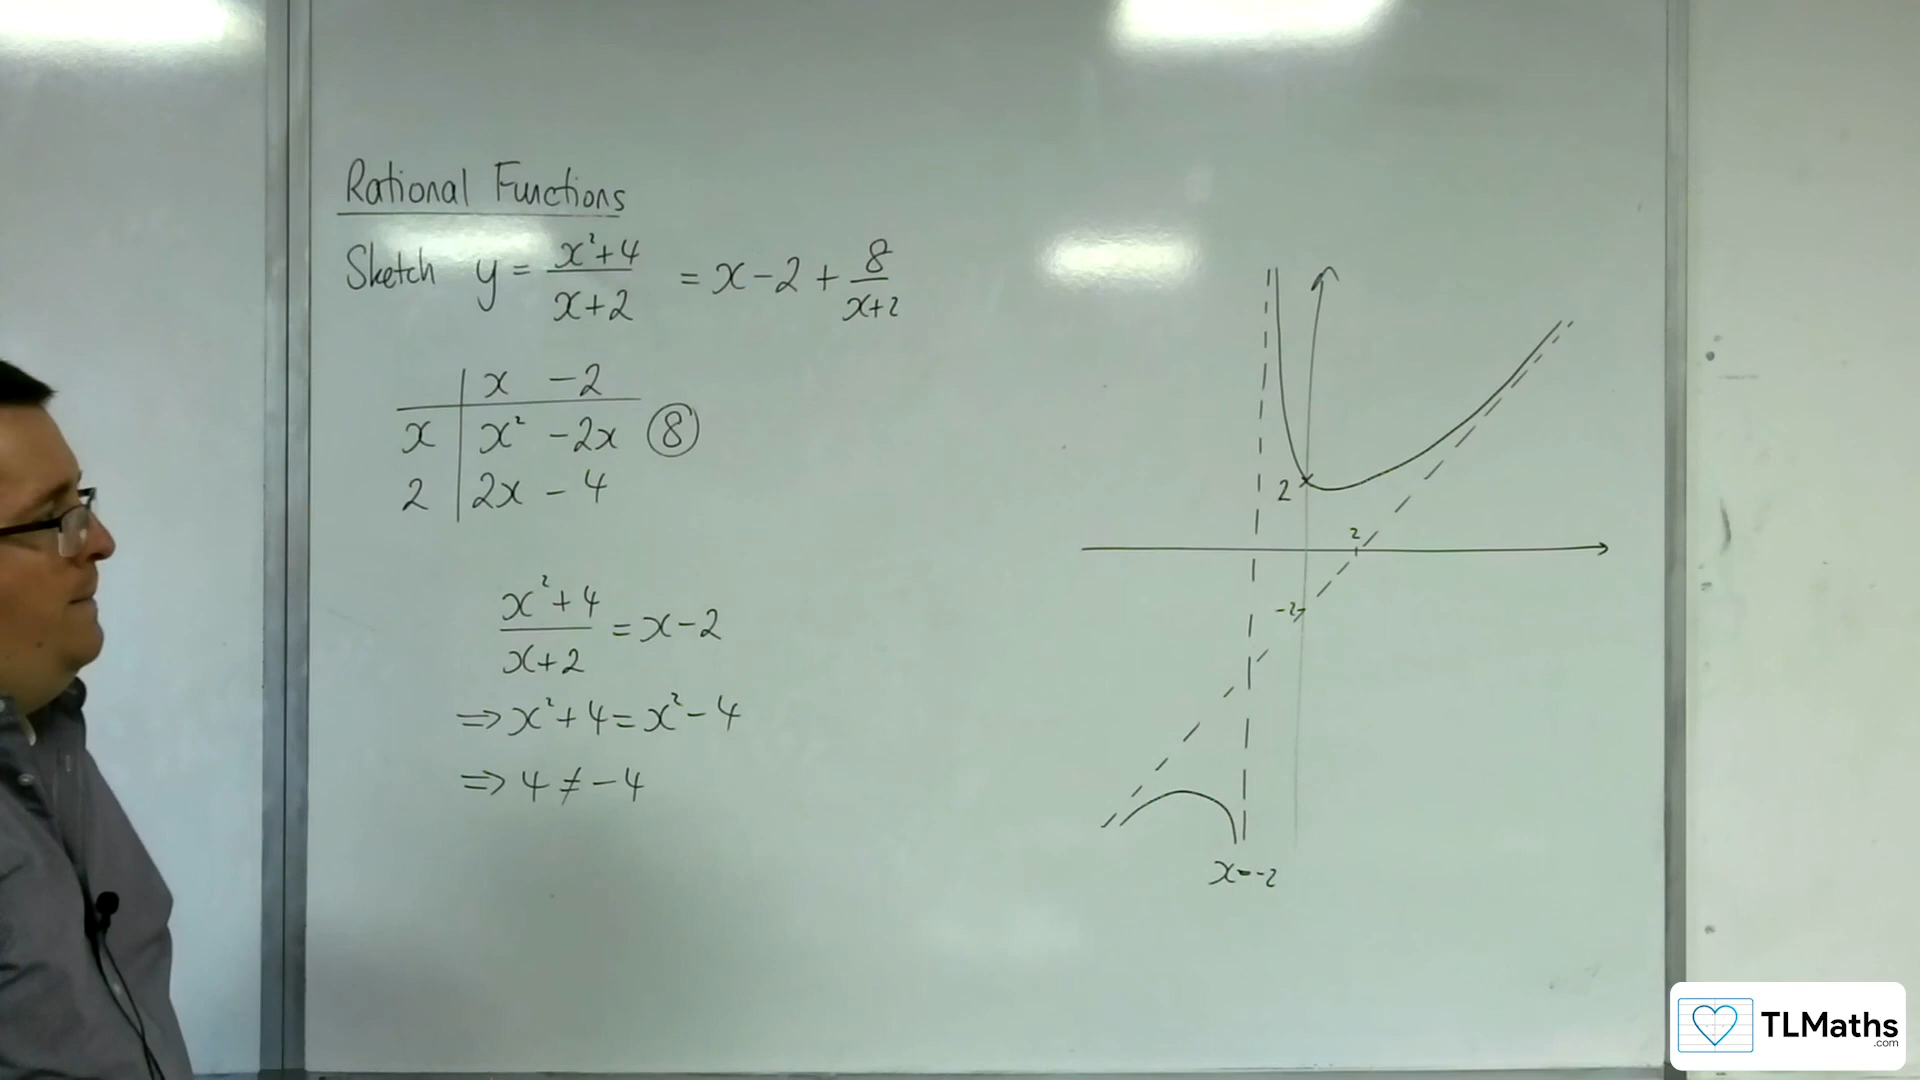 Rational Functions
Sketch y = x²+4 / x+2 = x-2 + 8 / x+2
x -2
x x² -2x 8
2 2x -4
x²+4 / x+2 = x-2
⇒ x²+4 = x²-4
⇒ 4 ≠ -4
2
2
-2
x=-2
TLMaths
.com